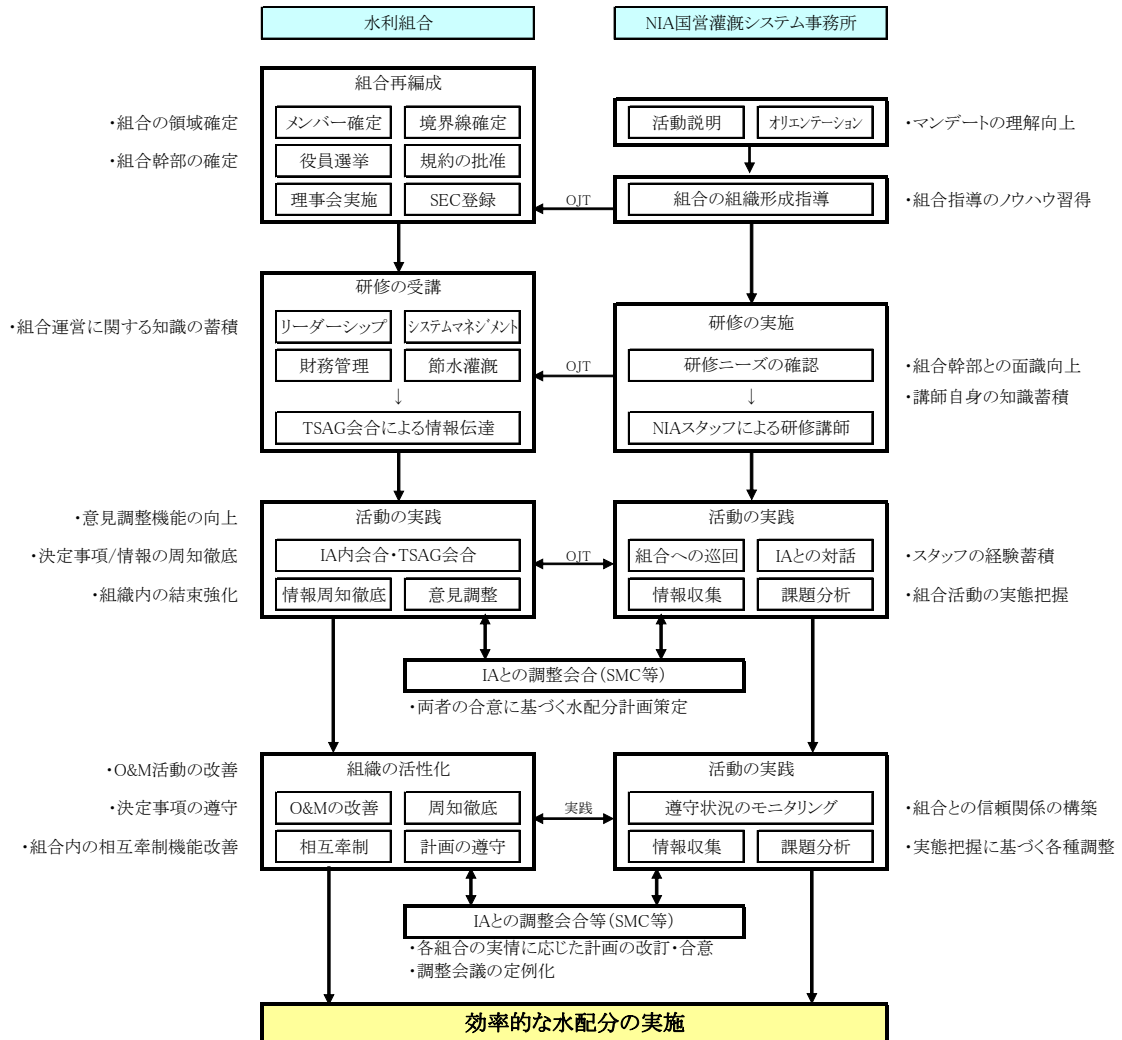 水利組合
NIA国営灌漑システム事務所
組合再編成
・組合の領域確定
メンバー確定
境界線確定
活動説明
オリエンテーション
・マンデートの理解向上
・組合幹部の確定
役員選挙
規約の批准
理事会実施
SEC登録
OJT
組合の組織形成指導
・組合指導のノウハウ習得
研修の受講
・組合運営に関する知識の蓄積
リーダーシップ
システムマネジメント
研修の実施
財務管理
節水灌漑
OJT
研修ニーズの確認
・組合幹部との面識向上
↓
↓
・講師自身の知識蓄積
TSAG会合による情報伝達
NIAスタッフによる研修講師
・意見調整機能の向上
活動の実践
活動の実践
・決定事項/情報の周知徹底
IA内会合・TSAG会合
OJT
組合への巡回
IAとの対話
・スタッフの経験蓄積
・組織内の結束強化
情報周知徹底
意見調整
情報収集
課題分析
・組合活動の実態把握
IAとの調整会合(SMC等)
・両者の合意に基づく水配分計画策定
・O&M活動の改善
組織の活性化
活動の実践
・決定事項の遵守
O&Mの改善
周知徹底
実践
遵守状況のモニタリング
・組合との信頼関係の構築
・組合内の相互牽制機能改善
相互牽制
計画の遵守
情報収集
課題分析
・実態把握に基づく各種調整
IAとの調整会合等(SMC等)
・各組合の実情に応じた計画の改訂・合意
・調整会議の定例化
効率的な水配分の実施